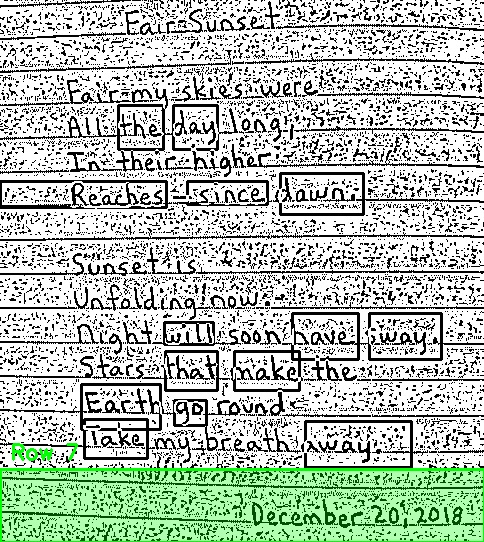 Fair Sunset
Fair my skies were
All the day long,
In their higher
Reaches – since dawn.
Sunset is
Unfolding now.
Night will soon have sway.
Stars that make the
Earth go round
Take my breath away.
Row 7
December 20, 2018